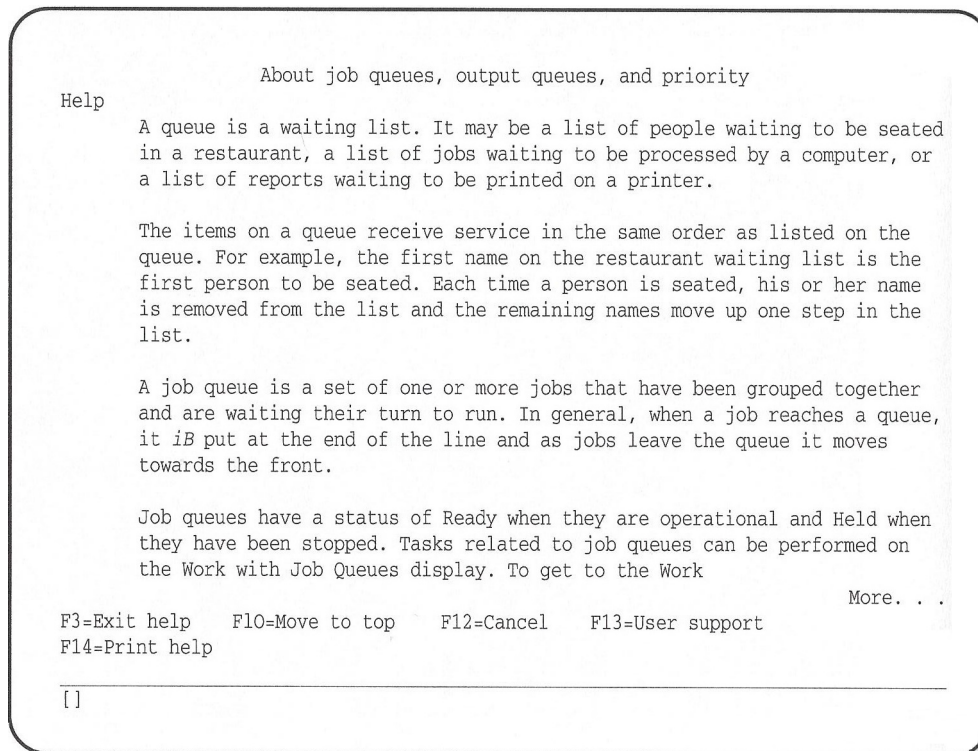 About job queues, output queues, and priority
Help
A queue is a waiting list. It may be a list of people waiting to be seated
in a restaurant, a list of jobs waiting to be processed by a computer, or
a list of reports waiting to be printed on a printer.
The items on a queue receive service in the same order as listed on the
queue. For example, the first name on the restaurant waiting list is the
first person to be seated. Each time a person is seated, his or her name
is removed from the list and the remaining names move up one step in the
list.
A job queue is a set of one or more jobs that have been grouped together
and are waiting their turn to run. In general, when a job reaches a queue,
it iB put at the end of the line and as jobs leave the queue it moves
towards the front.
Job queues have a status of Ready when they are operational and Held when
they have been stopped. Tasks related to job queues can be performed on
the Work with Job Queues display. To get to the Work
More. . .
F3=Exit help F1O=Move to top F12=Cancel F13=User support
F14=Print help
[]